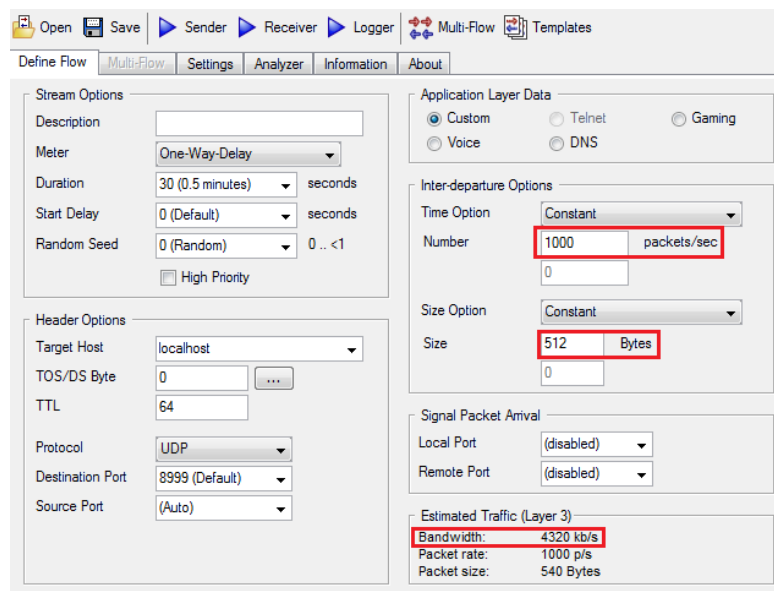 Open Save Sender Receiver Logger Multi-Flow Templates
Define Flow Multi-Flow Settings Analyzer Information About
Stream Options
Description
Meter One-Way-Delay
Duration 30 (0.5 minutes) seconds
Start Delay 0 (Default) seconds
Random Seed 0 (Random) 0 .. <1
High Priority
Header Options
Target Host localhost
TOS/DS Byte 0 ...
TTL 64
Protocol UDP
Destination Port 8999 (Default)
Source Port (Auto)
Application Layer Data
Custom Telnet Gaming
Voice DNS
Inter-departure Options
Time Option Constant
Number 1000 packets/sec
0
Size Option Constant
Size 512 Bytes
0
Signal Packet Arrival
Local Port (disabled)
Remote Port (disabled)
Estimated Traffic (Layer 3)
Bandwidth: 4320 kb/s
Packet rate: 1000 p/s
Packet size: 540 Bytes